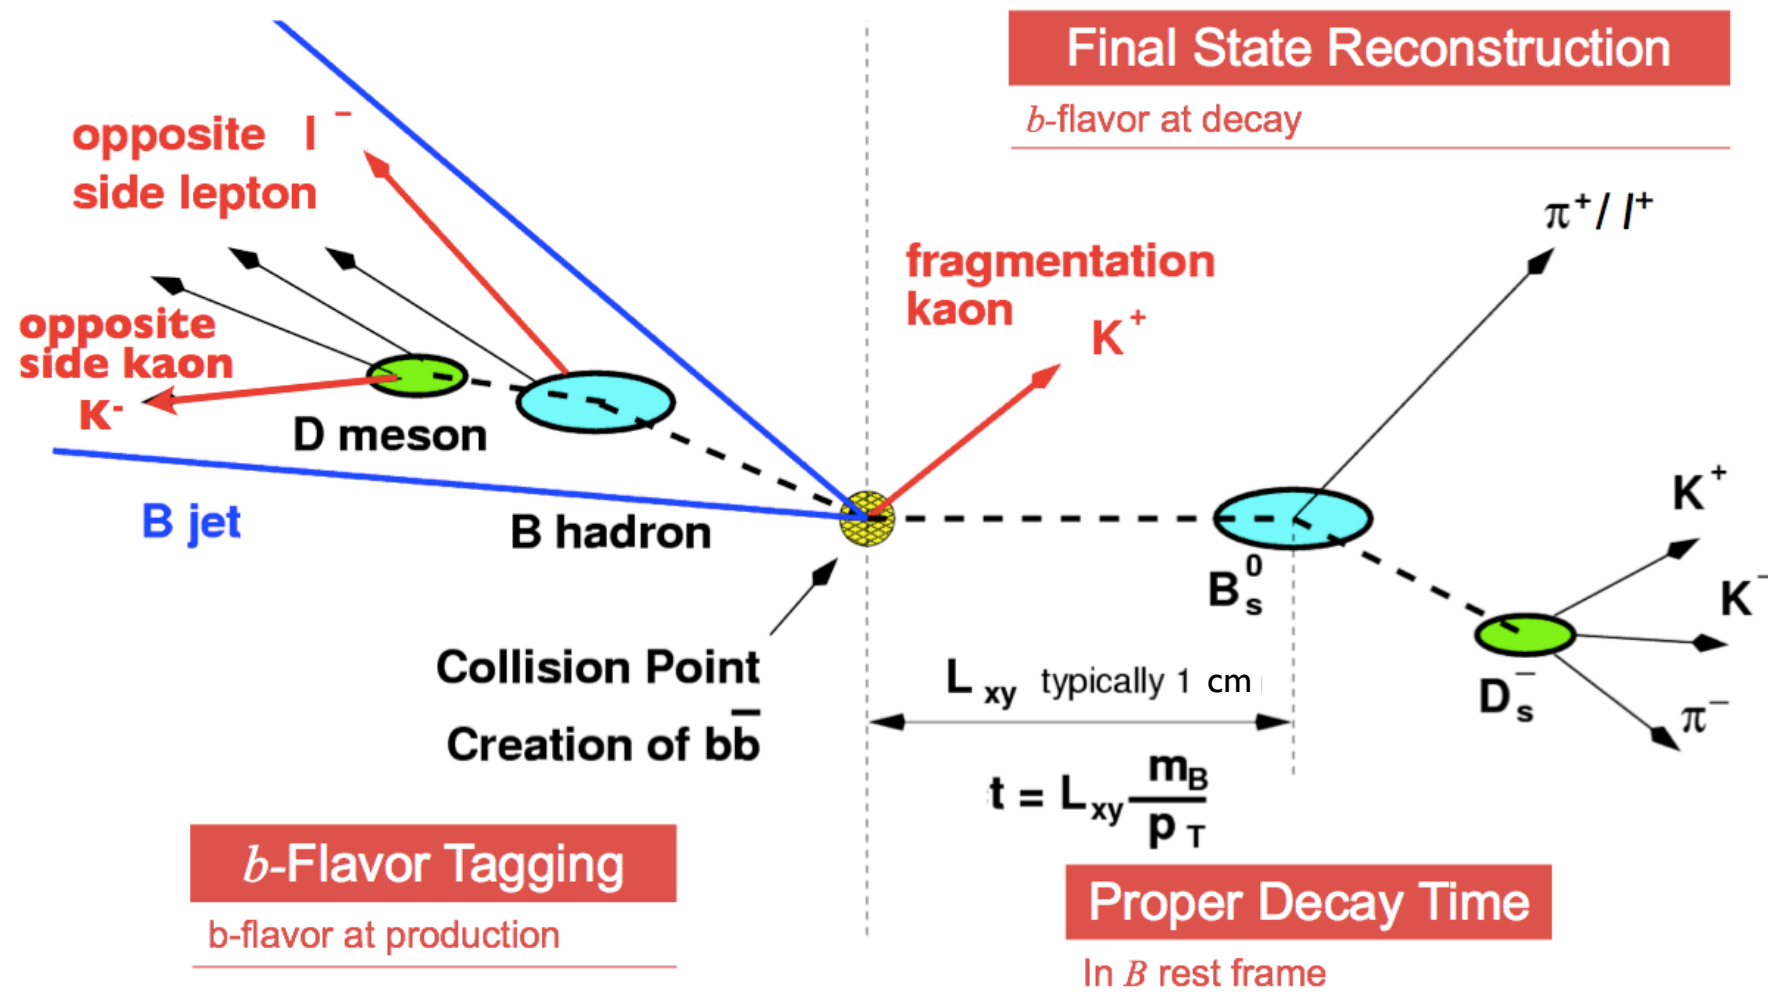 Final State Reconstruction
b-flavor at decay
opposite l⁻
side lepton
π⁺/ l⁺
fragmentation
kaon
K⁺
opposite
side kaon
K⁻
D meson
B jet
B hadron
B⁰ₛ
K⁺
K⁻
Dₛ⁻
π⁻
Collision Point
Creation of bb̅
L xy typically 1 cm
t = Lxy mB / pT
b-Flavor Tagging
b-flavor at production
Proper Decay Time
In B rest frame